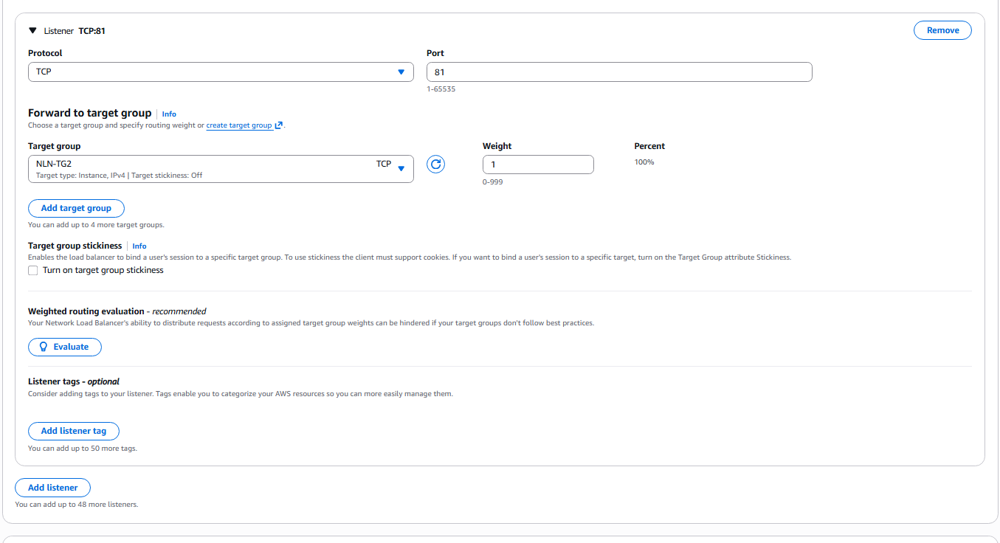 Listener TCP:81
Remove
Protocol
Port
TCP
81
1-65535
Forward to target group | Info
Choose a target group and specify routing weight or create target group .
Target group
Weight
Percent
NLN-TG2
TCP
Target type: Instance, IPv4 | Target stickiness: Off
1
100%
0-999
Add target group
You can add up to 4 more target groups.
Target group stickiness | Info
Enables the load balancer to bind a user's session to a specific target group. To use stickiness the client must support cookies. If you want to bind a user's session to a specific target, turn on the Target Group attribute Stickiness.
Turn on target group stickiness
Weighted routing evaluation - recommended
Your Network Load Balancer's ability to distribute requests according to assigned target group weights can be hindered if your target groups don't follow best practices.
Evaluate
Listener tags - optional
Consider adding tags to your listener. Tags enable you to categorize your AWS resources so you can more easily manage them.
Add listener tag
You can add up to 50 more tags.
Add listener
You can add up to 48 more listeners.